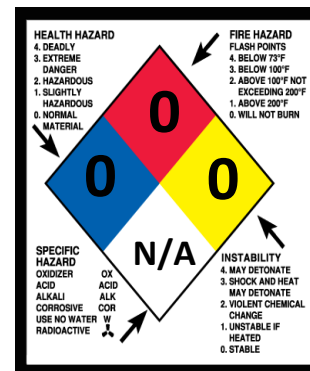 HEALTH HAZARD
4. DEADLY
3. EXTREME
DANGER
2. HAZARDOUS
1. SLIGHTLY
HAZARDOUS
0. NORMAL
MATERIAL
FIRE HAZARD
FLASH POINTS
4. BELOW 73°F
3. BELOW 100°F
2. ABOVE 100°F NOT
EXCEEDING 200°F
1. ABOVE 200°F
0. WILL NOT BURN
0
0
0
N/A
SPECIFIC
HAZARD
OXIDIZER OX
ACID ACID
ALKALI ALK
CORROSIVE COR
USE NO WATER W
RADIOACTIVE
INSTABILITY
4. MAY DETONATE
3. SHOCK AND HEAT
MAY DETONATE
2. VIOLENT CHEMICAL
CHANGE
1. UNSTABLE IF
HEATED
0. STABLE